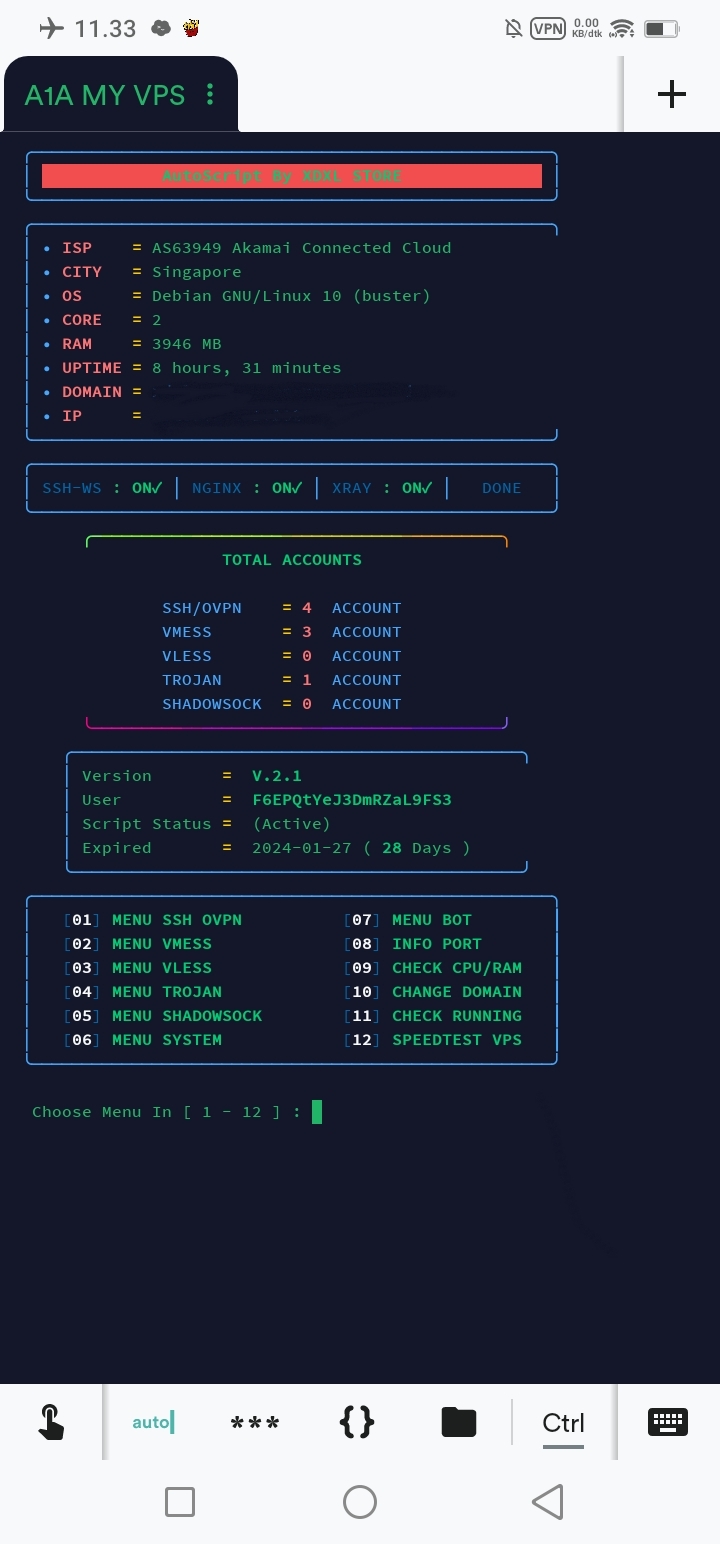 11.33
VPN
0.00
KB/dtk
A1A MY VPS
AutoScript By XDXL STORE
• ISP = AS63949 Akamai Connected Cloud
• CITY = Singapore
• OS = Debian GNU/Linux 10 (buster)
• CORE = 2
• RAM = 3946 MB
• UPTIME = 8 hours, 31 minutes
• DOMAIN =
• IP =
SSH-WS : ON✓ │ NGINX : ON✓ │ XRAY : ON✓ │ DONE
TOTAL ACCOUNTS
SSH/OVPN = 4 ACCOUNT
VMESS = 3 ACCOUNT
VLESS = 0 ACCOUNT
TROJAN = 1 ACCOUNT
SHADOWSOCK = 0 ACCOUNT
Version = V.2.1
User = F6EPQtYeJ3DmRZaL9FS3
Script Status = (Active)
Expired = 2024-01-27 ( 28 Days )
[01] MENU SSH OVPN [07] MENU BOT
[02] MENU VMESS [08] INFO PORT
[03] MENU VLESS [09] CHECK CPU/RAM
[04] MENU TROJAN [10] CHANGE DOMAIN
[05] MENU SHADOWSOCK [11] CHECK RUNNING
[06] MENU SYSTEM [12] SPEEDTEST VPS
Choose Menu In [ 1 - 12 ] :
auto
*** {} Ctrl